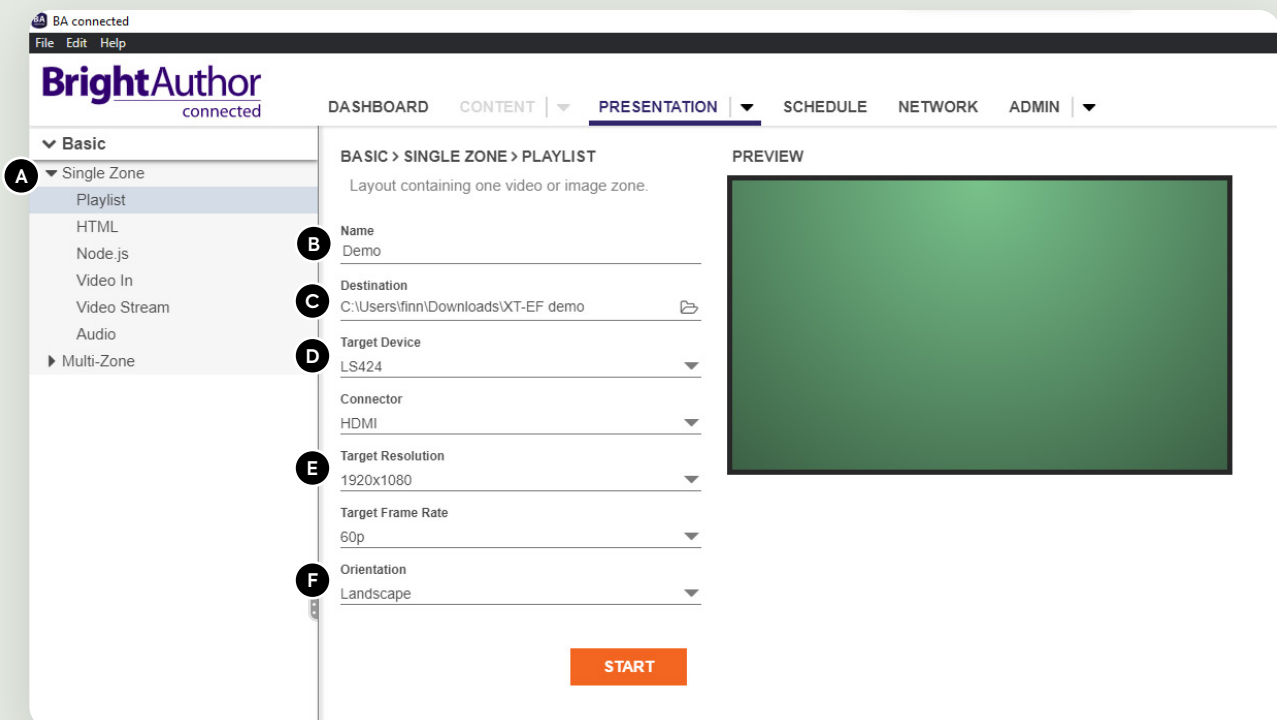 BA connected
File Edit Help
BrightAuthor
connected
DASHBOARD CONTENT PRESENTATION SCHEDULE NETWORK ADMIN
Basic
A
Single Zone
Playlist
HTML
Node.js
Video In
Video Stream
Audio
Multi-Zone
BASIC > SINGLE ZONE > PLAYLIST
Layout containing one video or image zone.
B
Name
Demo
C
Destination
C:\Users\finn\Downloads\XT-EF demo
D
Target Device
LS424
Connector
HDMI
E
Target Resolution
1920x1080
Target Frame Rate
60p
F
Orientation
Landscape
START
PREVIEW